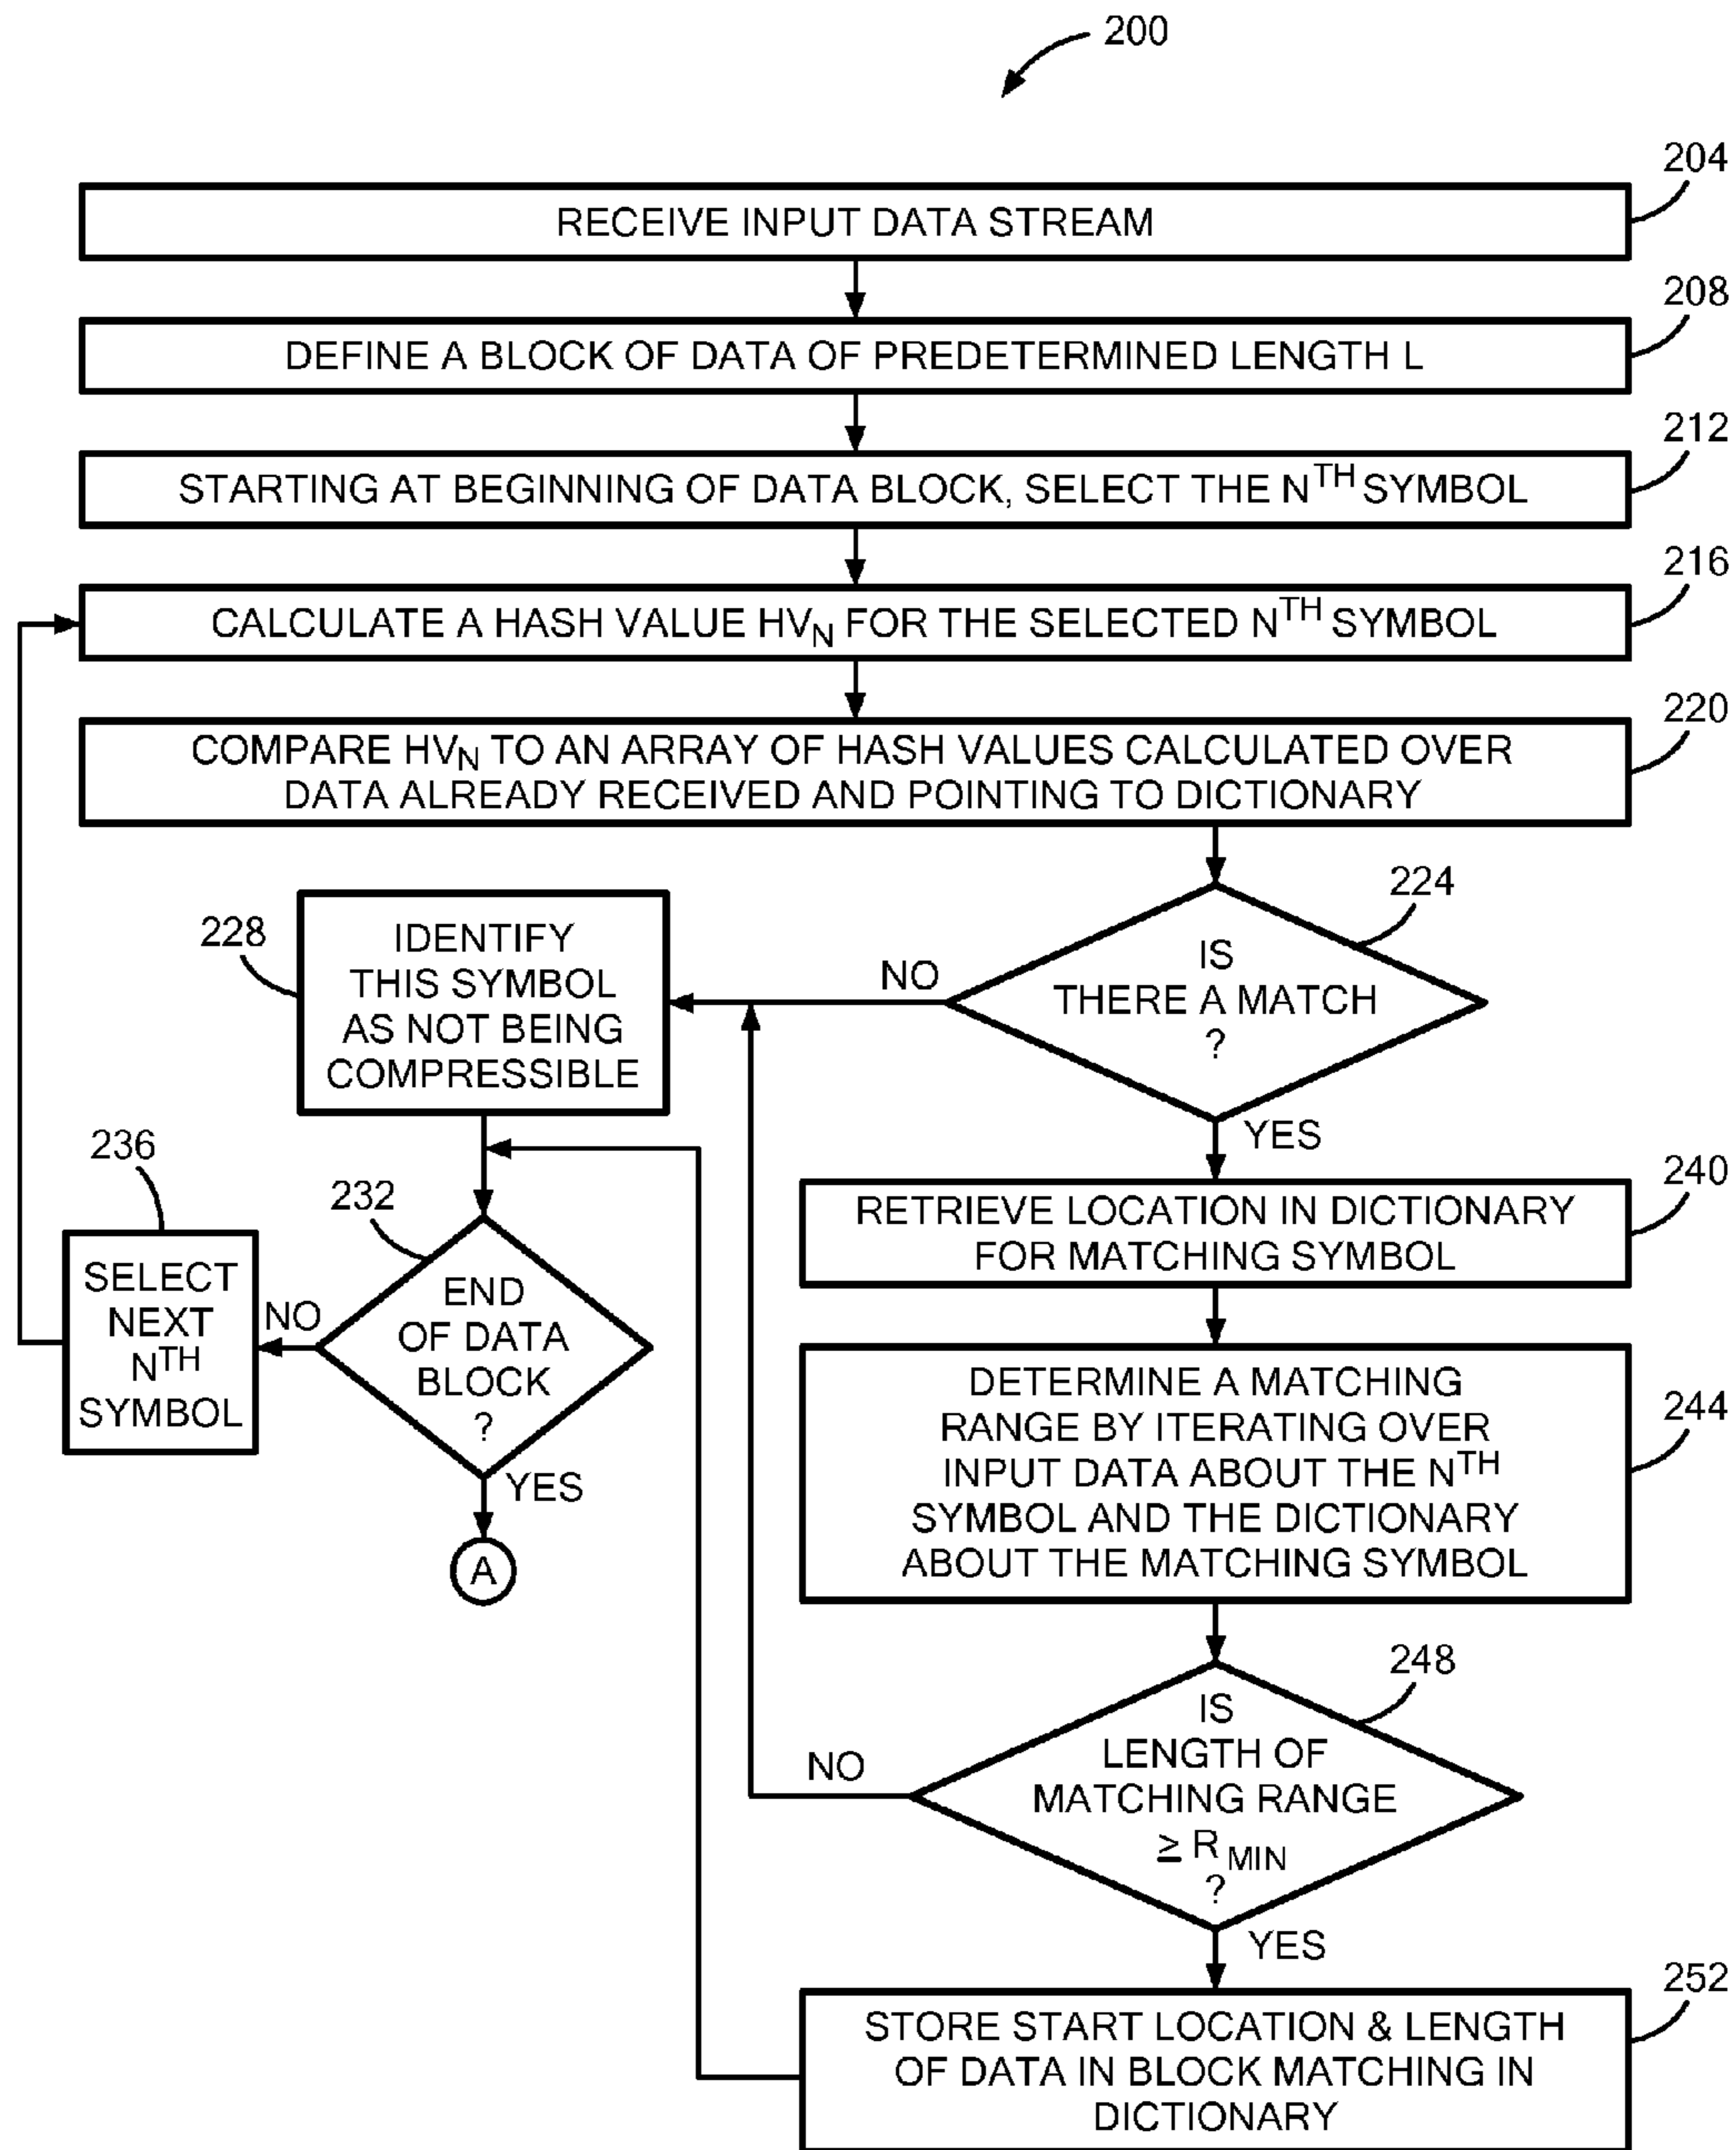 200
204
RECEIVE INPUT DATA STREAM
208
DEFINE A BLOCK OF DATA OF PREDETERMINED LENGTH L
212
STARTING AT BEGINNING OF DATA BLOCK, SELECT THE NTH SYMBOL
216
CALCULATE A HASH VALUE HVN FOR THE SELECTED NTH SYMBOL
220
COMPARE HVN TO AN ARRAY OF HASH VALUES CALCULATED OVER
DATA ALREADY RECEIVED AND POINTING TO DICTIONARY
224
IS
THERE A MATCH
?
NO
YES
228
IDENTIFY
THIS SYMBOL
AS NOT BEING
COMPRESSIBLE
232
END
OF DATA
BLOCK
?
NO
YES
A
236
SELECT
NEXT
NTH
SYMBOL
240
RETRIEVE LOCATION IN DICTIONARY
FOR MATCHING SYMBOL
244
DETERMINE A MATCHING
RANGE BY ITERATING OVER
INPUT DATA ABOUT THE NTH
SYMBOL AND THE DICTIONARY
ABOUT THE MATCHING SYMBOL
248
IS
LENGTH OF
MATCHING RANGE
≥ RMIN
?
NO
YES
252
STORE START LOCATION & LENGTH
OF DATA IN BLOCK MATCHING IN
DICTIONARY